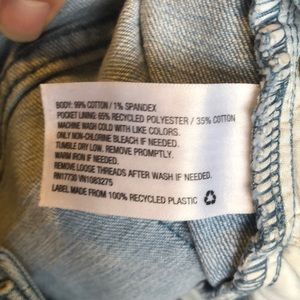 BODY: 99% COTTON / 1% SPANDEX
POCKET LINING: 65% RECYCLED POLYESTER / 35% COTTON
MACHINE WASH COLD WITH LIKE COLORS.
ONLY NON-CHLORINE BLEACH IF NEEDED.
TUMBLE DRY LOW. REMOVE PROMPTLY.
WARM IRON IF NEEDED.
REMOVE LOOSE THREADS AFTER WASH IF NEEDED.
RN17730 VN1083275
LABEL MADE FROM 100% RECYCLED PLASTIC